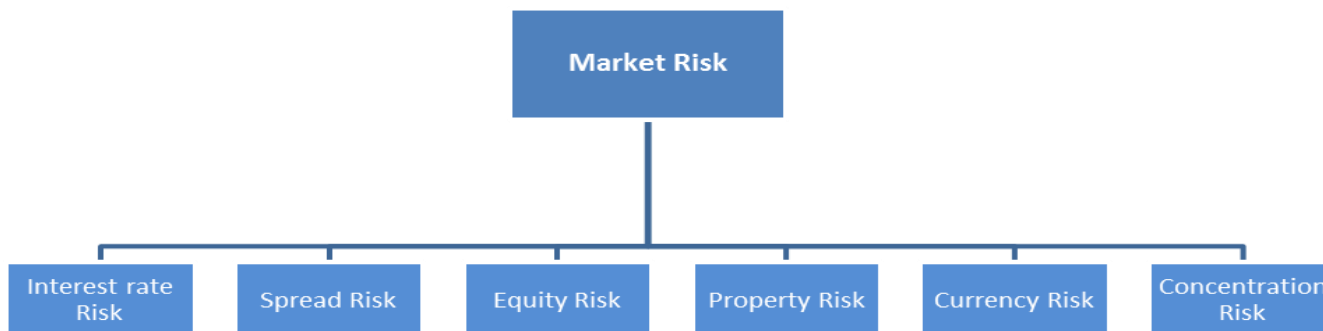 Market Risk
Interest rate
Risk
Spread Risk
Equity Risk
Property Risk
Currency Risk
Concentration
Risk